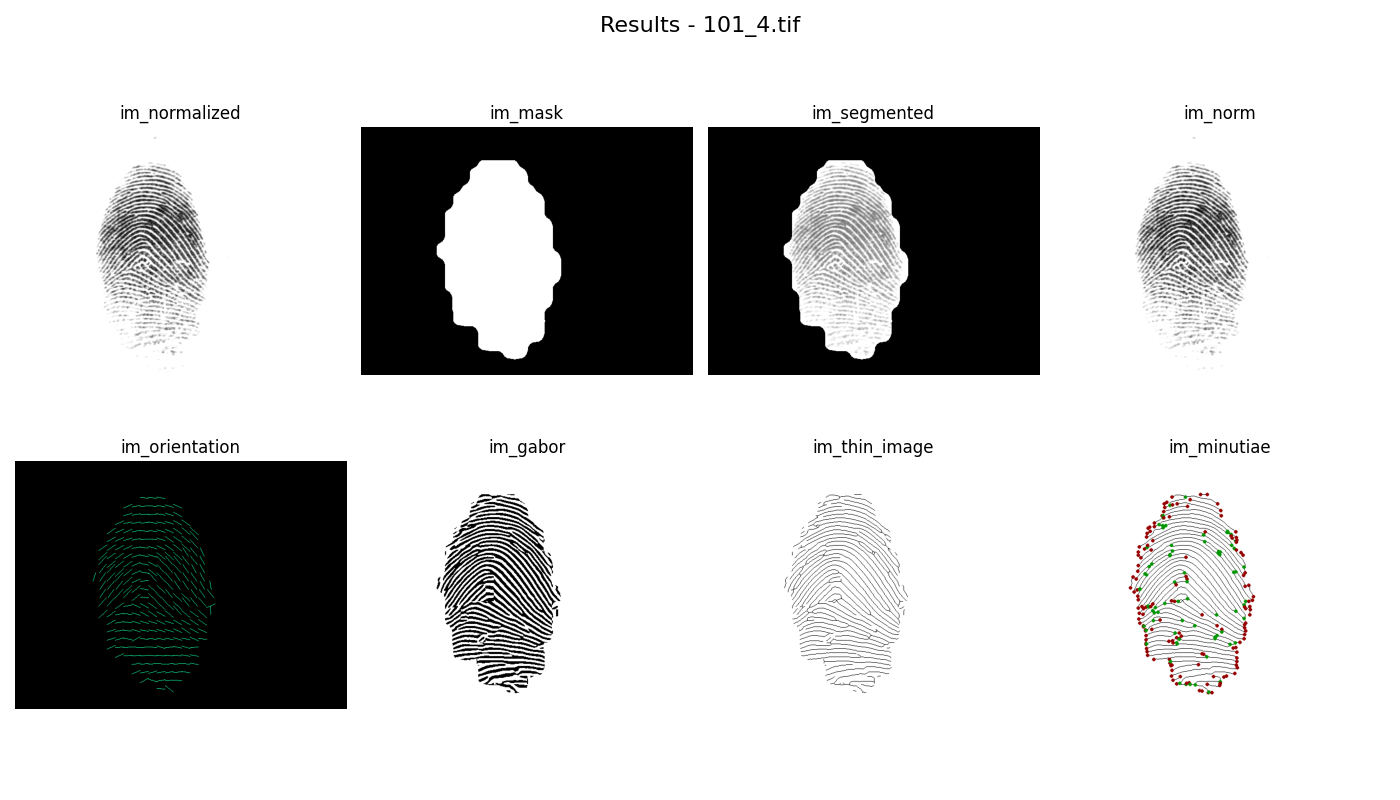 Results - 101_4.tif
im_normalized
im_mask
im_segmented
im_norm
im_orientation
im_gabor
im_thin_image
im_minutiae